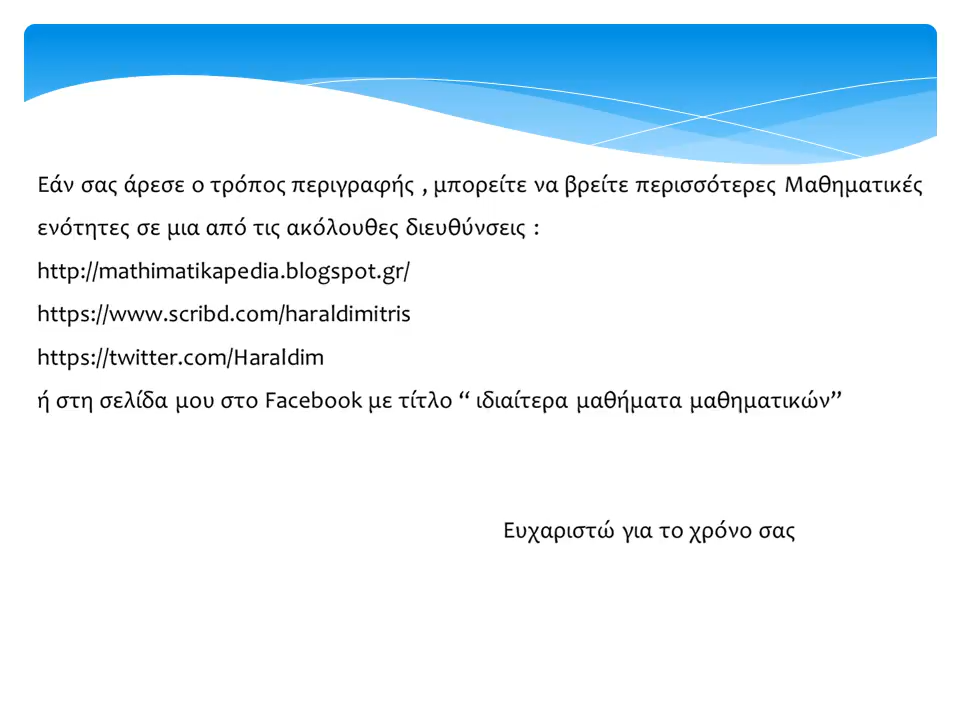 Εάν σας άρεσε ο τρόπος περιγραφής , μπορείτε να βρείτε περισσότερες Μαθηματικές
ενότητες σε μια από τις ακόλουθες διευθύνσεις :
http://mathimatikapedia.blogspot.gr/
https://www.scribd.com/haraldimitris
https://twitter.com/Haraldim
ή στη σελίδα μου στο Facebook με τίτλο “ ιδιαίτερα μαθήματα μαθηματικών”
Ευχαριστώ για το χρόνο σας